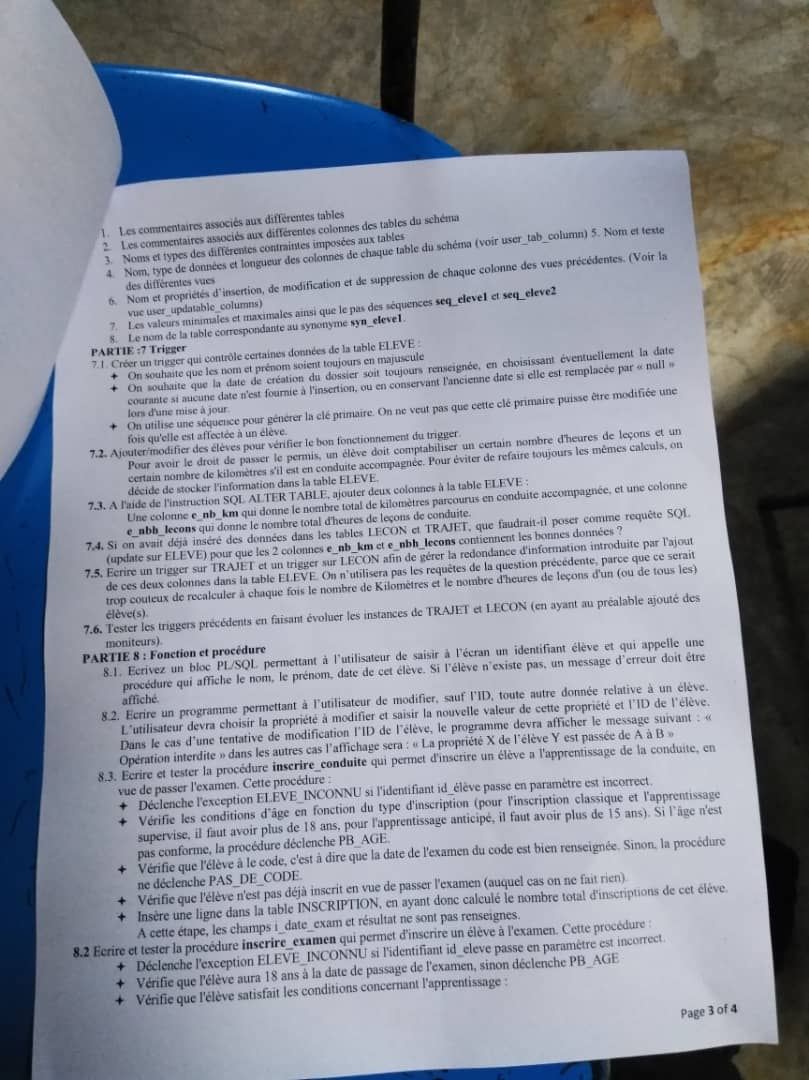 1. Les commentaires associés aux différentes tables
2. Les commentaires associés aux différentes colonnes des tables du schéma
3. Noms et types des différentes contraintes imposées aux tables
4. Nom, type de données et longueur des colonnes de chaque table du schéma (voir user_tab_column) 5. Nom et texte
des différentes vues
6. Nom et propriétés d'insertion, de modification et de suppression de chaque colonne des vues précédentes. (Voir la
vue user_updatable_columns)
7. Les valeurs minimales et maximales ainsi que le pas des séquences seq_eleve1 et seq_eleve2
8. Le nom de la table correspondante au synonyme syn_eleve1.
PARTIE :7 Trigger
7.1. Créer un trigger qui contrôle certaines données de la table ELEVE :
+ On souhaite que les nom et prénom soient toujours en majuscule
+ On souhaite que la date de création du dossier soit toujours renseignée, en choisissant éventuellement la date
courante si aucune date n'est fournie à l'insertion, ou en conservant l'ancienne date si elle est remplacée par « null »
lors d'une mise à jour.
+ On utilise une séquence pour générer la clé primaire. On ne veut pas que cette clé primaire puisse être modifiée une
fois qu'elle est affectée à un élève.
7.2. Ajouter/modifier des élèves pour vérifier le bon fonctionnement du trigger.
Pour avoir le droit de passer le permis, un élève doit comptabiliser un certain nombre d'heures de leçons et un
certain nombre de kilomètres s'il est en conduite accompagnée. Pour éviter de refaire toujours les mêmes calculs, on
décide de stocker l'information dans la table ELEVE.
7.3. A l'aide de l'instruction SQL ALTER TABLE, ajouter deux colonnes à la table ELEVE :
Une colonne e_nb_km qui donne le nombre total de kilomètres parcourus en conduite accompagnée, et une colonne
e_nbh_lecons qui donne le nombre total d'heures de leçons de conduite.
7.4. Si on avait déjà inséré des données dans les tables LECON et TRAJET, que faudrait-il poser comme requête SQL
(update sur ELEVE) pour que les 2 colonnes e_nb_km et e_nbh_lecons contiennent les bonnes données ?
7.5. Ecrire un trigger sur TRAJET et un trigger sur LECON afin de gérer la redondance d'information introduite par l'ajout
de ces deux colonnes dans la table ELEVE. On n'utilisera pas les requêtes de la question précédente, parce que ce serait
trop couteux de recalculer à chaque fois le nombre de Kilomètres et le nombre d'heures de leçons d'un (ou de tous les)
élève(s).
7.6. Tester les triggers précédents en faisant évoluer les instances de TRAJET et LECON (en ayant au préalable ajouté des
moniteurs).
PARTIE 8 : Fonction et procédure
8.1. Ecrivez un bloc PL/SQL permettant à l'utilisateur de saisir à l'écran un identifiant élève et qui appelle une
procédure qui affiche le nom, le prénom, date de cet élève. Si l'élève n'existe pas, un message d'erreur doit être
affiché.
8.2. Ecrire un programme permettant à l'utilisateur de modifier, sauf l'ID, toute autre donnée relative à un élève.
L'utilisateur devra choisir la propriété à modifier et saisir la nouvelle valeur de cette propriété et l'ID de l'élève.
Dans le cas d'une tentative de modification l'ID de l'élève, le programme devra afficher le message suivant : «
Opération interdite » dans les autres cas l'affichage sera : « La propriété X de l'élève Y est passée de A à B »
8.3. Ecrire et tester la procédure inscrire_conduite qui permet d'inscrire un élève a l'apprentissage de la conduite, en
vue de passer l'examen. Cette procédure :
+ Déclenche l'exception ELEVE_INCONNU si l'identifiant id_élève passe en paramètre est incorrect.
+ Vérifie les conditions d'âge en fonction du type d'inscription (pour l'inscription classique et l'apprentissage
supervise, il faut avoir plus de 18 ans, pour l'apprentissage anticipé, il faut avoir plus de 15 ans). Si l'âge n'est
pas conforme, la procédure déclenche PB_AGE.
+ Vérifie que l'élève à le code, c'est à dire que la date de l'examen du code est bien renseignée. Sinon, la procédure
ne déclenche PAS_DE_CODE.
+ Vérifie que l'élève n'est pas déjà inscrit en vue de passer l'examen (auquel cas on ne fait rien).
+ Insère une ligne dans la table INSCRIPTION, en ayant donc calculé le nombre total d'inscriptions de cet élève.
A cette étape, les champs i_date_exam et résultat ne sont pas renseignes.
8.2 Ecrire et tester la procédure inscrire_examen qui permet d'inscrire un élève à l'examen. Cette procédure :
+ Déclenche l'exception ELEVE_INCONNU si l'identifiant id_eleve passe en paramètre est incorrect.
+ Vérifie que l'élève aura 18 ans à la date de passage de l'examen, sinon déclenche PB_AGE
+ Vérifie que l'élève satisfait les conditions concernant l'apprentissage :
Page 3 of 4